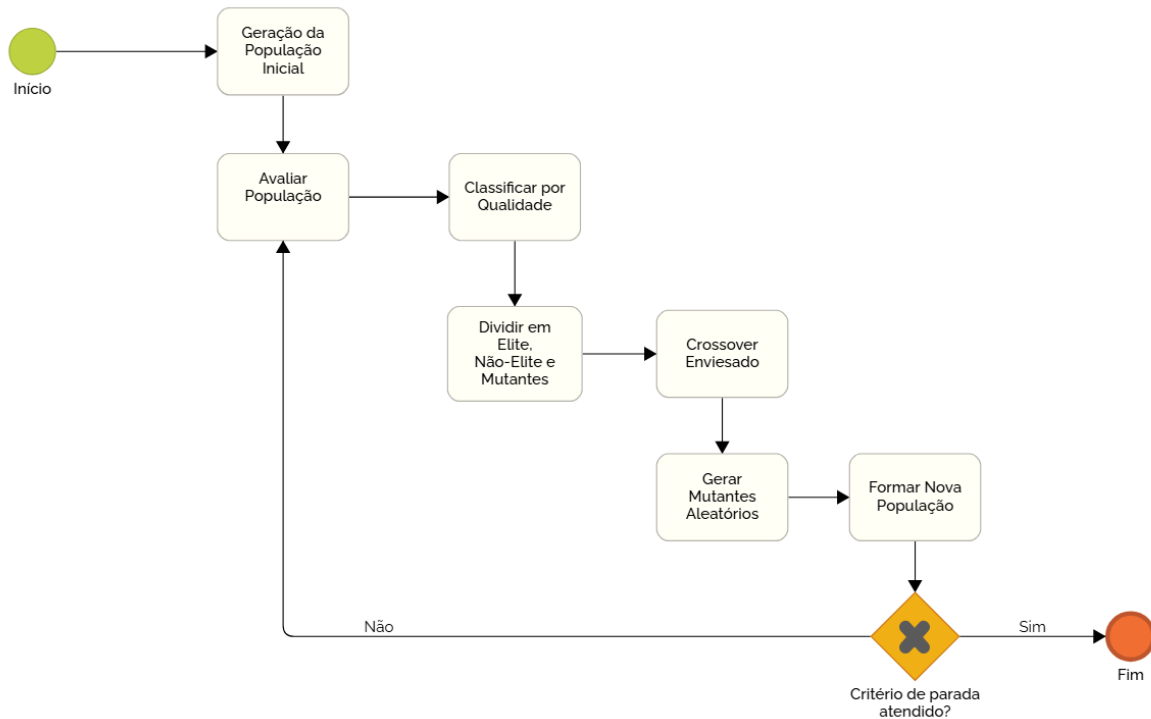 Início
Geração da
População
Inicial
Avaliar
População
Classificar por
Qualidade
Dividir em
Elite,
Não-Elite e
Mutantes
Crossover
Enviesado
Gerar
Mutantes
Aleatórios
Formar Nova
População
Não
Sim
Critério de parada
atendido?
Fim